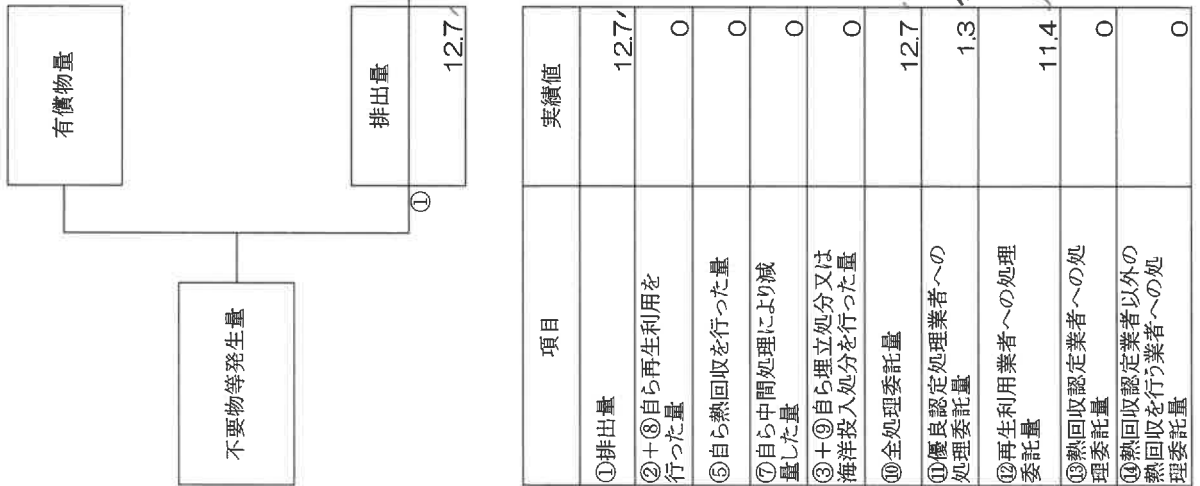 有償物量
不要物等発生量
排出量
①
12.7
項目
実績値
①排出量
12.7
②+⑧自ら再生利用を
行った量
0
⑤自ら熱回収を行った量
0
⑦自ら中間処理により減
量した量
0
③+⑨自ら埋立処分又は
海洋投入処分を行った量
0
⑩全処理委託量
12.7
⑪優良認定処理業者への
処理委託量
1.3
⑫再生利用業者への処理
委託量
11.4
⑬熱回収認定業者への処
理委託量
0
⑭熱回収認定業者以外の
熱回収を行う業者への処
理委託量
0